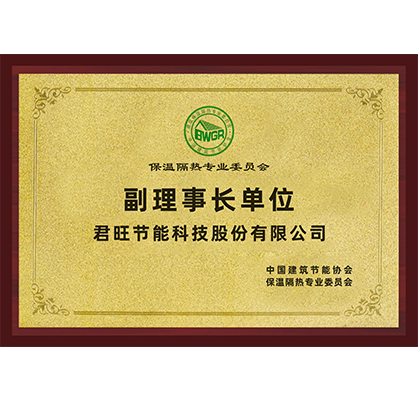 BWGR
保温隔热专业委员会
副理事长单位
君旺节能科技股份有限公司
中国建筑节能协会
保温隔热专业委员会